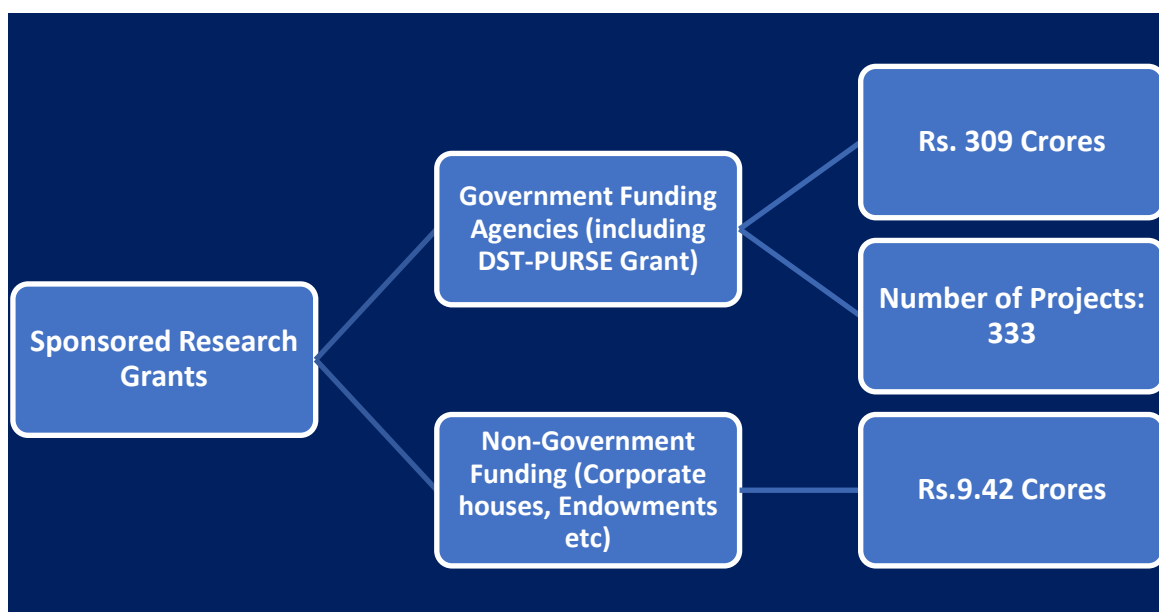 Sponsored Research
Grants
Government Funding
Agencies (including
DST-PURSE Grant)
Rs. 309 Crores
Number of Projects:
333
Non-Government
Funding (Corporate
houses, Endowments
etc)
Rs.9.42 Crores